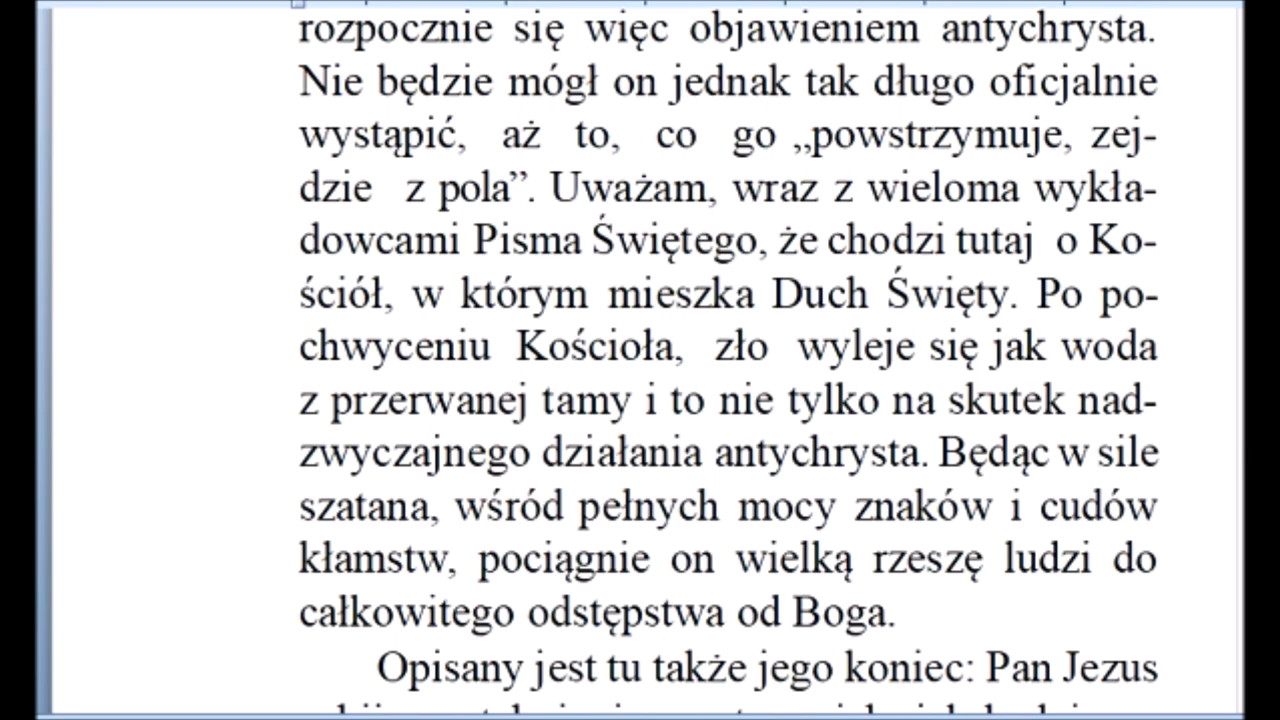 rozpocznie się więc objawieniem antychrysta.
Nie będzie mógł on jednak tak długo oficjalnie
wystąpić, aż to, co go „powstrzymuje, zej-
dzie z pola”. Uważam, wraz z wieloma wykła-
dowcami Pisma Świętego, że chodzi tutaj o Ko-
ściół, w którym mieszka Duch Święty. Po po-
chwyceniu Kościoła, zło wyleje się jak woda
z przerwanej tamy i to nie tylko na skutek nad-
zwyczajnego działania antychrysta. Będąc w sile
szatana, wśród pełnych mocy znaków i cudów
kłamstw, pociągnie on wielką rzeszę ludzi do
całkowitego odstępstwa od Boga.
Opisany jest tu także jego koniec: Pan Jezus